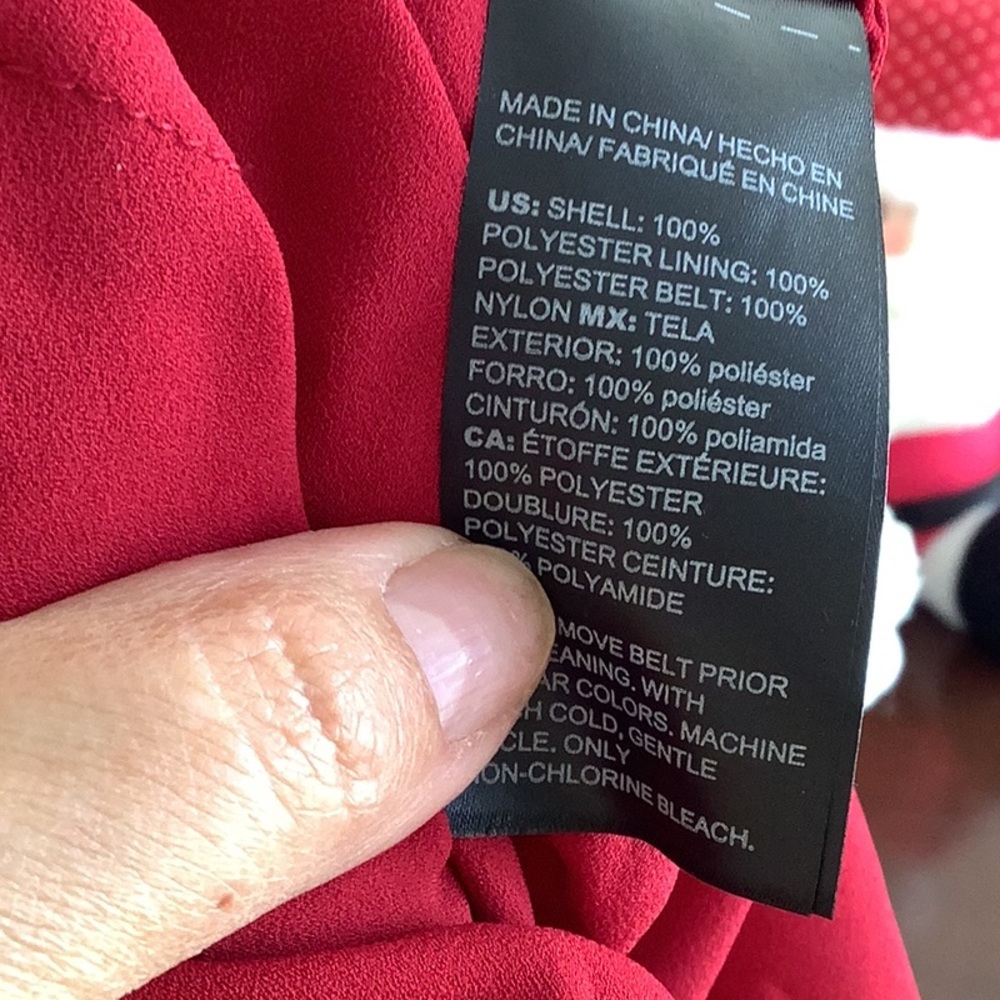 MADE IN CHINA/ HECHO EN
CHINA/ FABRIQUÉ EN CHINE
US: SHELL: 100%
POLYESTER LINING: 100%
POLYESTER BELT: 100%
NYLON MX: TELA
EXTERIOR: 100% poliéster
FORRO: 100% poliéster
CINTURÓN: 100% poliamida
CA: ÉTOFFE EXTÉRIEURE:
100% POLYESTER
DOUBLURE: 100%
POLYESTER CEINTURE:
% POLYAMIDE
MOVE BELT PRIOR
EANING. WITH
AR COLORS. MACHINE
H COLD, GENTLE
CLE. ONLY
ON-CHLORINE BLEACH.